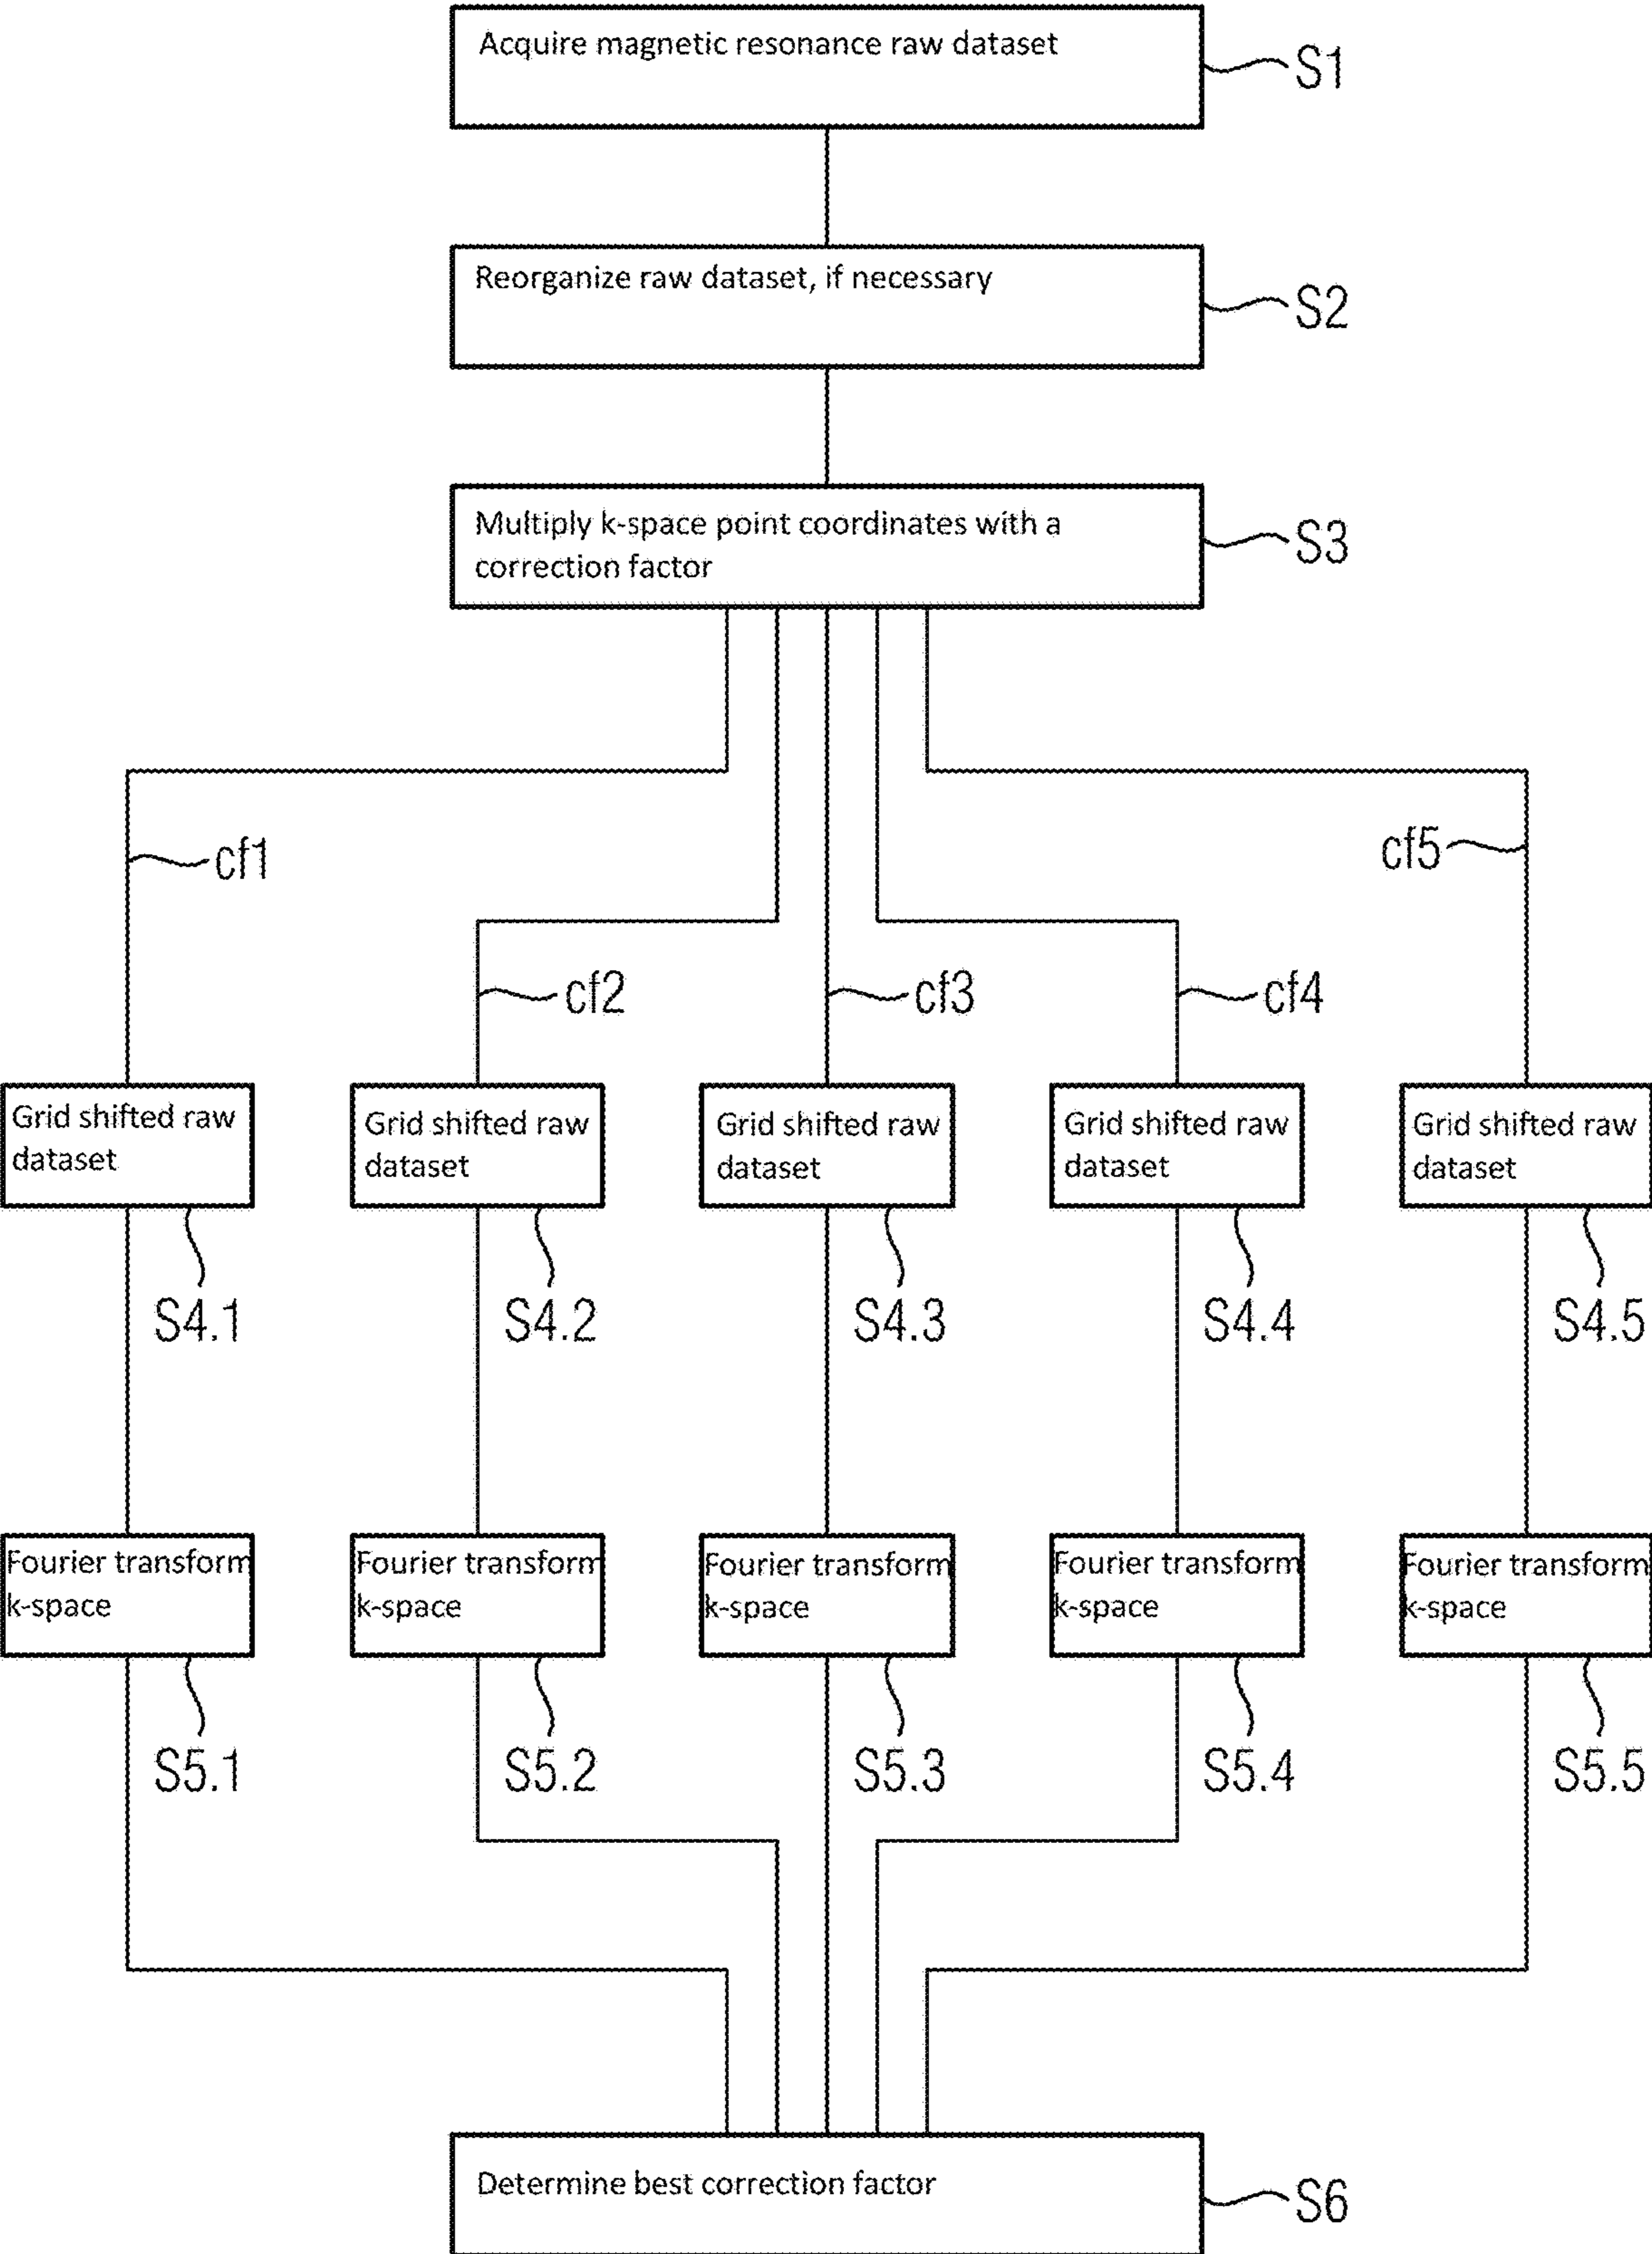 Acquire magnetic resonance raw dataset
S1
Reorganize raw dataset, if necessary
S2
Multiply k-space point coordinates with a
correction factor
S3
cf1
cf5
cf2
cf3
cf4
Grid shifted raw
dataset
Grid shifted raw
dataset
Grid shifted raw
dataset
Grid shifted raw
dataset
Grid shifted raw
dataset
S4.1
S4.2
S4.3
S4.4
S4.5
Fourier transform
k-space
Fourier transform
k-space
Fourier transform
k-space
Fourier transform
k-space
Fourier transform
k-space
S5.1
S5.2
S5.3
S5.4
S5.5
Determine best correction factor
S6